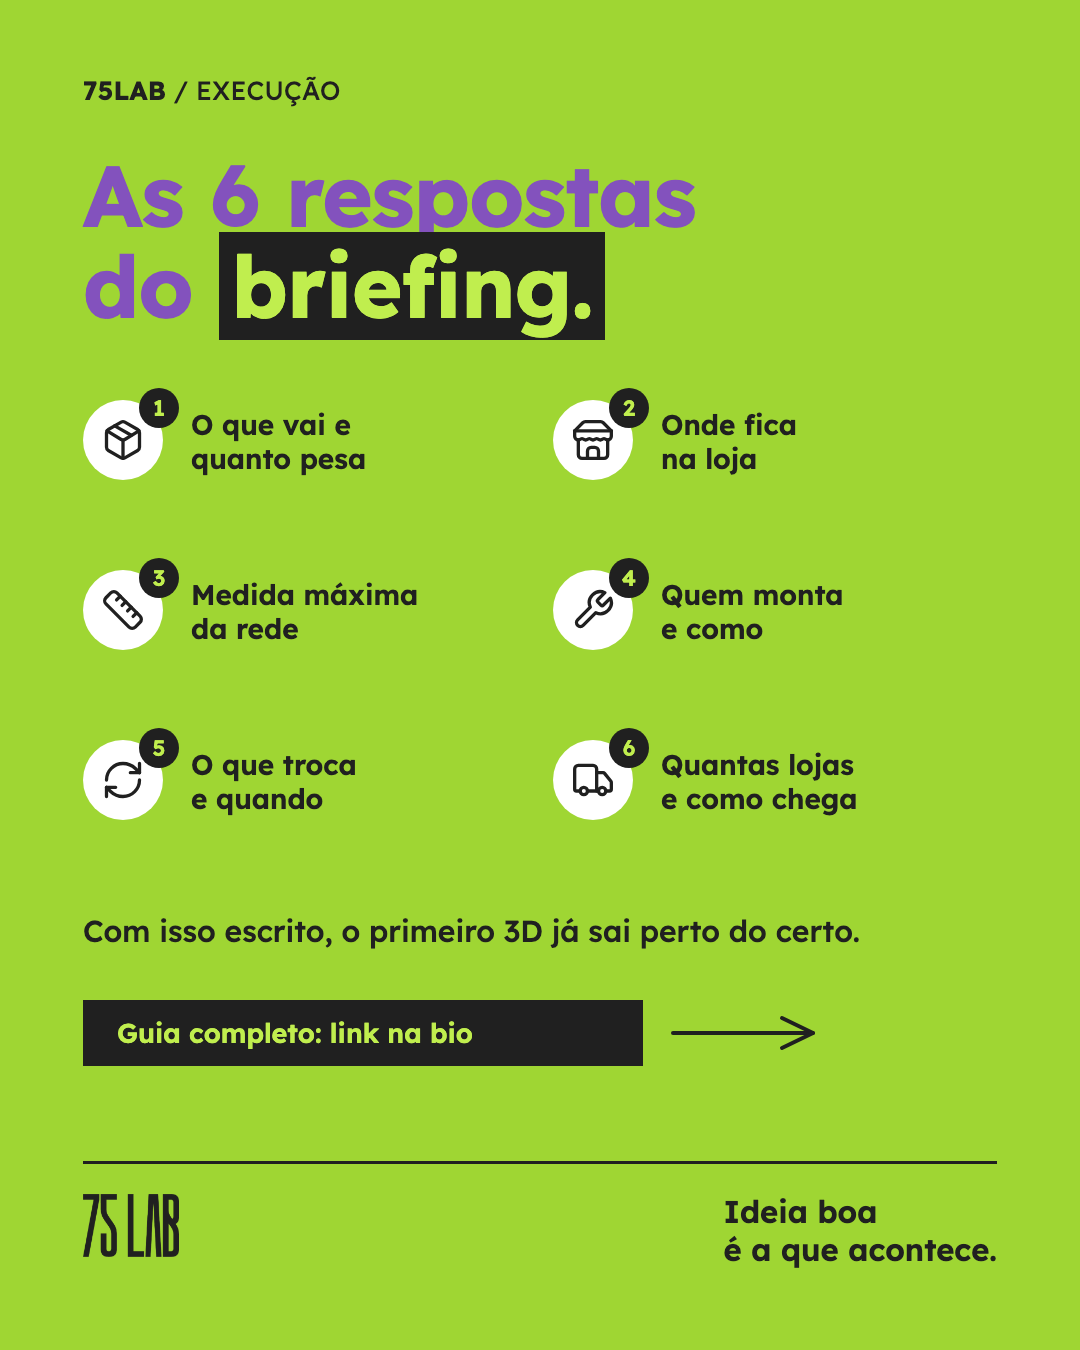 75LAB / EXECUÇÃO
As 6 respostas
do briefing.
1
O que vai e
quanto pesa
2
Onde fica
na loja
3
Medida máxima
da rede
4
Quem monta
e como
5
O que troca
e quando
6
Quantas lojas
e como chega
Com isso escrito, o primeiro 3D já sai perto do certo.
Guia completo: link na bio
75 LAB
Ideia boa
é a que acontece.